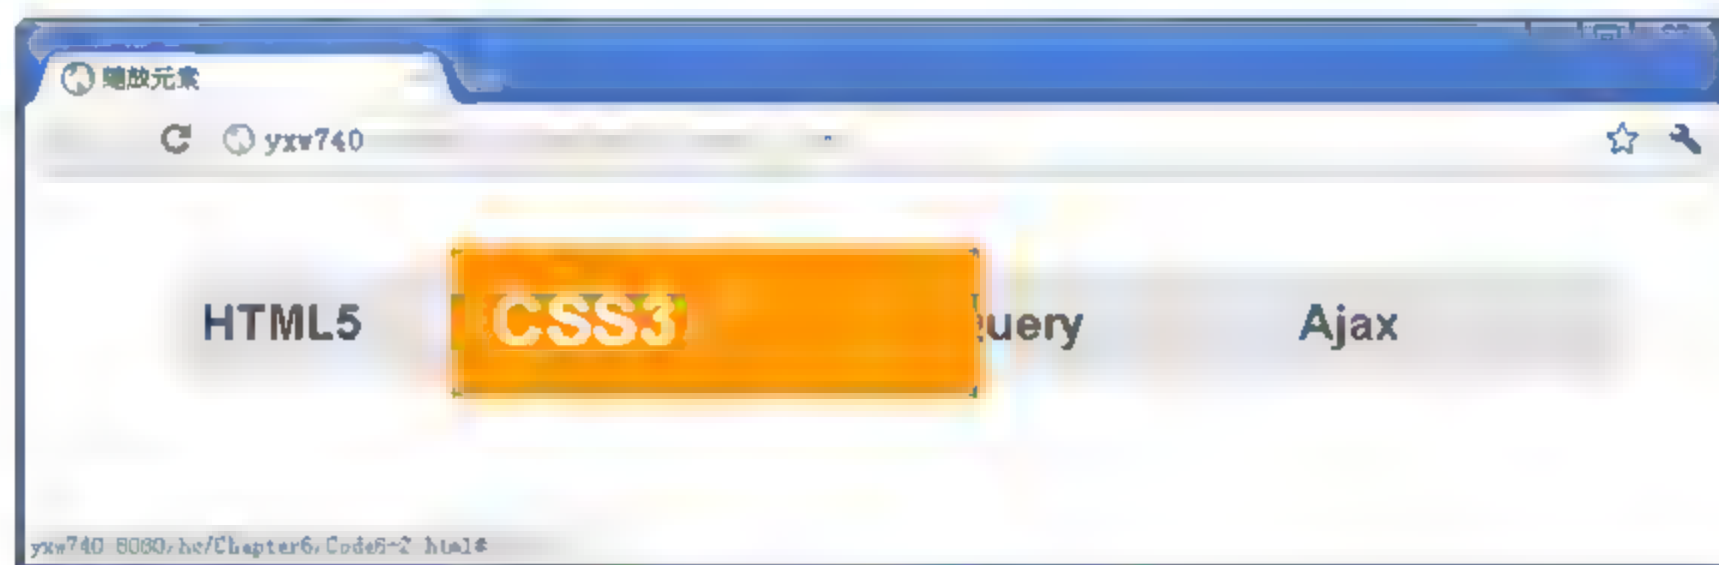 缩放元素
yxw740
HTML5 CSS3 uery Ajax